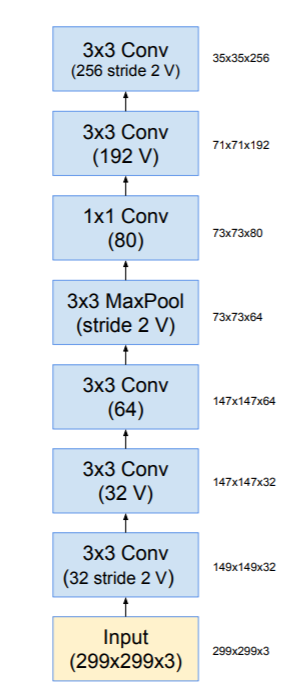 3x3 Conv
(256 stride 2 V)
35x35x256
3x3 Conv
(192 V)
71x71x192
1x1 Conv
(80)
73x73x80
3x3 MaxPool
(stride 2 V)
73x73x64
3x3 Conv
(64)
147x147x64
3x3 Conv
(32 V)
147x147x32
3x3 Conv
(32 stride 2 V)
149x149x32
Input
(299x299x3)
299x299x3